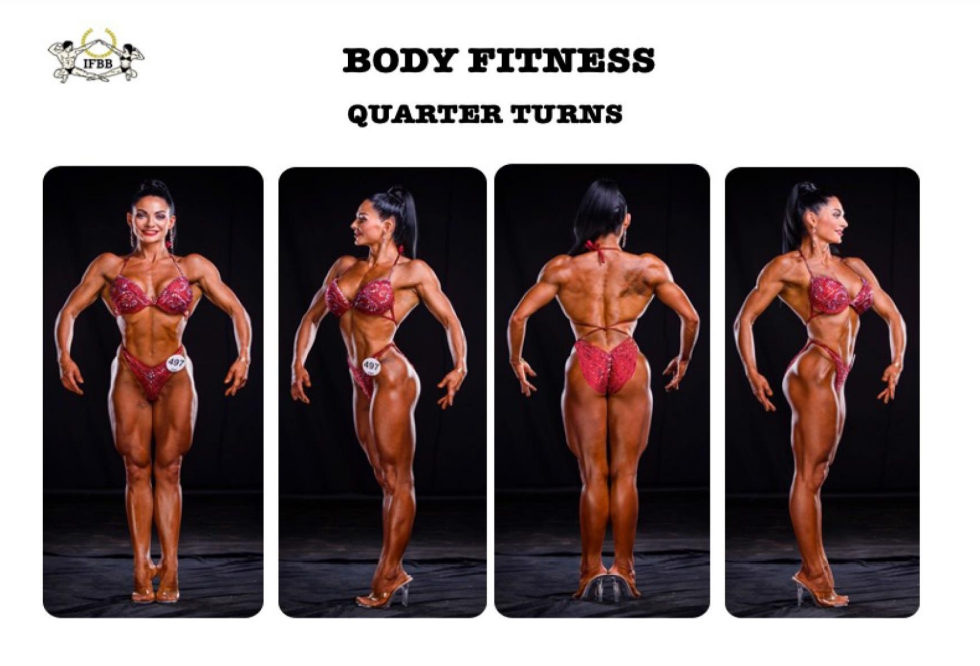 IFBB
BODY FITNESS
QUARTER TURNS
497
497